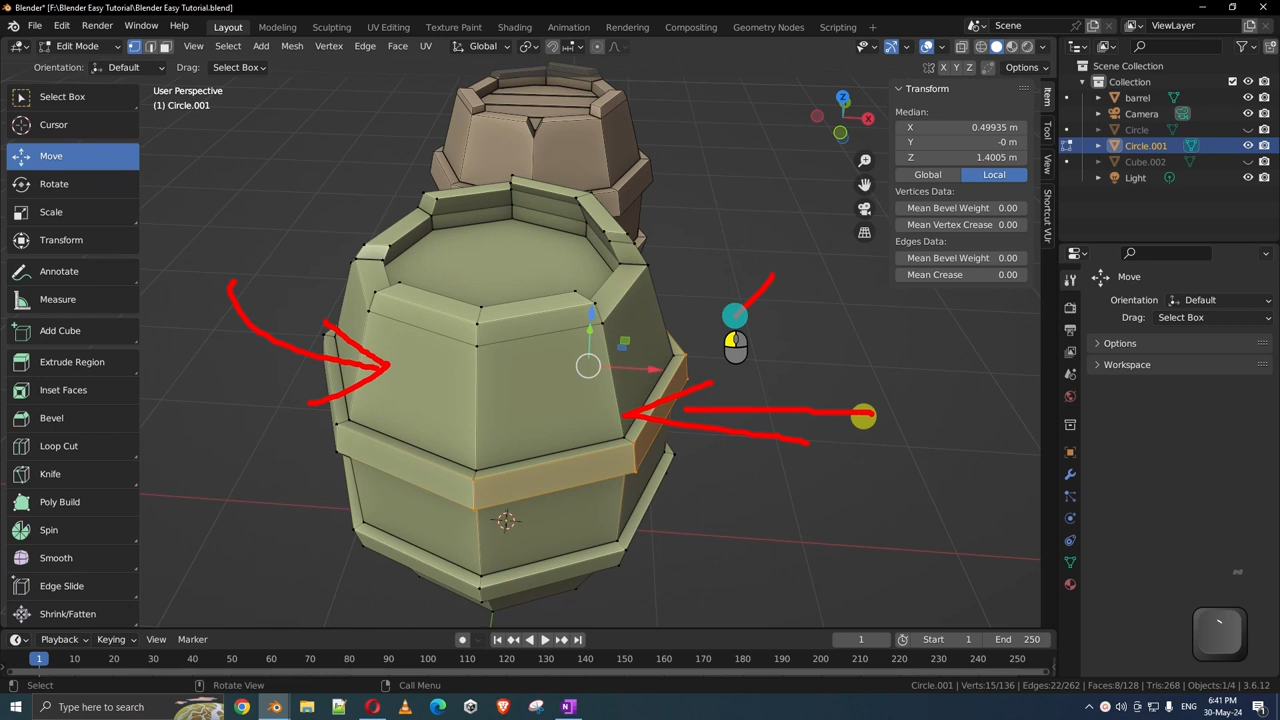 Blender* [F:\Blender Easy Tutorial\Blender Easy Tutorial.blend]
File Edit Render Window Help Layout Modeling Sculpting UV Editing Texture Paint Shading Animation Rendering Compositing Geometry Nodes Scripting Scene ViewLayer
Edit Mode View Select Add Mesh Vertex Edge Face UV Global
Orientation: Default Drag: Select Box X Y Z Options
User Perspective
(1) Circle.001
Select Box
Cursor
Move
Rotate
Scale
Transform
Annotate
Measure
Add Cube
Extrude Region
Inset Faces
Bevel
Loop Cut
Knife
Poly Build
Spin
Smooth
Edge Slide
Shrink/Fatten
Z
X
Transform
Median:
X 0.49935 m
Y -0 m
Z 1.4005 m
Global Local
Vertices Data:
Mean Bevel Weight 0.00
Mean Vertex Crease 0.00
Edges Data:
Mean Bevel Weight 0.00
Mean Crease 0.00
Item
Tool
View
Shortcut VUr
Scene Collection
Collection
barrel
Camera
Circle
Circle.001
Cube.002
Light
Move
Orientation Default
Drag: Select Box
Options
Workspace
Playback Keying View Marker 1 Start 1 End 250
1 10 20 30 40 50 60 70 80 90 100 110 120 130 140 150 160 170 180 190 200 210 220 230 240 250
Select Rotate View Call Menu Circle.001 | Verts:15/136 | Edges:22/262 | Faces:8/128 | Tris:268 | Objects:1/4 | 3.6.12
Type here to search
6:41 PM
30-May-24